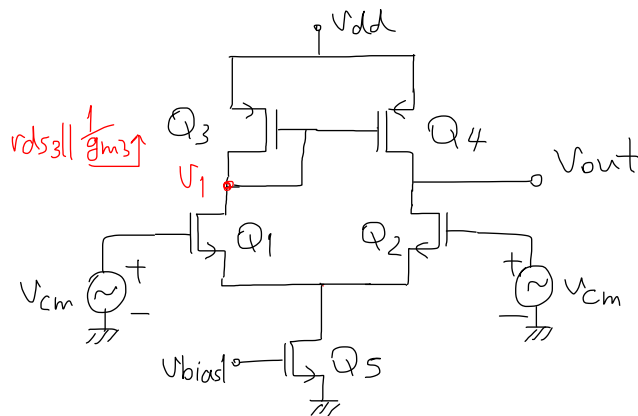 Vdd
Q3
Q4
rds3||1/gm3
V1
Vout
Q1
Q2
Vcm
+
-
+
-
Vcm
Vbias1
Q5